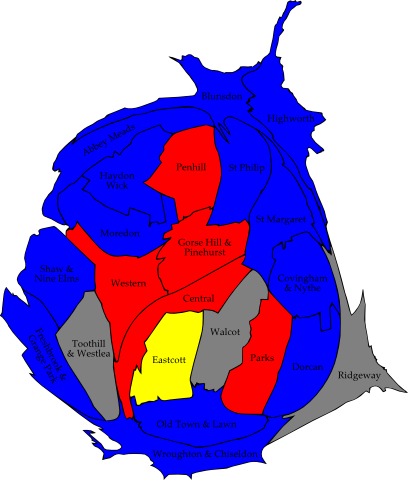 Blunsdon
Highworth
Abbey Meads
Penhill
St Philip
Haydon
Wick
St Margaret
Moredon
Gorse Hill &
Pinehurst
Shaw &
Nine Elms
Western
Covingham
& Nythe
Central
Toothill
& Westlea
Walcot
Eastcott
Parks
Dorcan
Ridgeway
Freshbrook &
Grange Park
Old Town & Lawn
Wroughton & Chiseldon